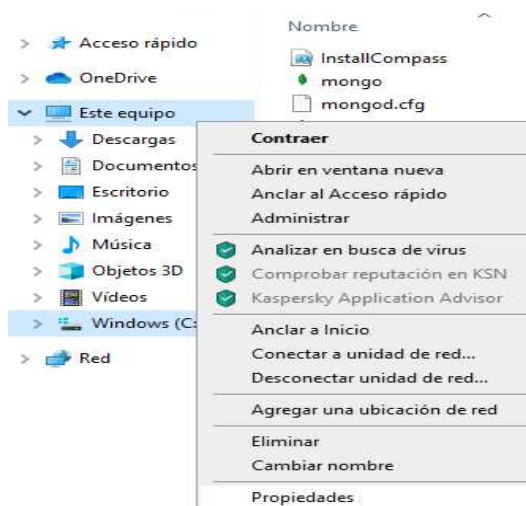 Nombre
InstallCompass
mongo
mongod.cfg
Acceso rápido
OneDrive
Este equipo
Descargas
Documentos
Escritorio
Imágenes
Música
Objetos 3D
Vídeos
Windows (C:
Red
Contraer
Abrir en ventana nueva
Anclar al Acceso rápido
Administrar
Analizar en busca de virus
Comprobar reputación en KSN
Kaspersky Application Advisor
Anclar a Inicio
Conectar a unidad de red...
Desconectar unidad de red...
Agregar una ubicación de red
Eliminar
Cambiar nombre
Propiedades